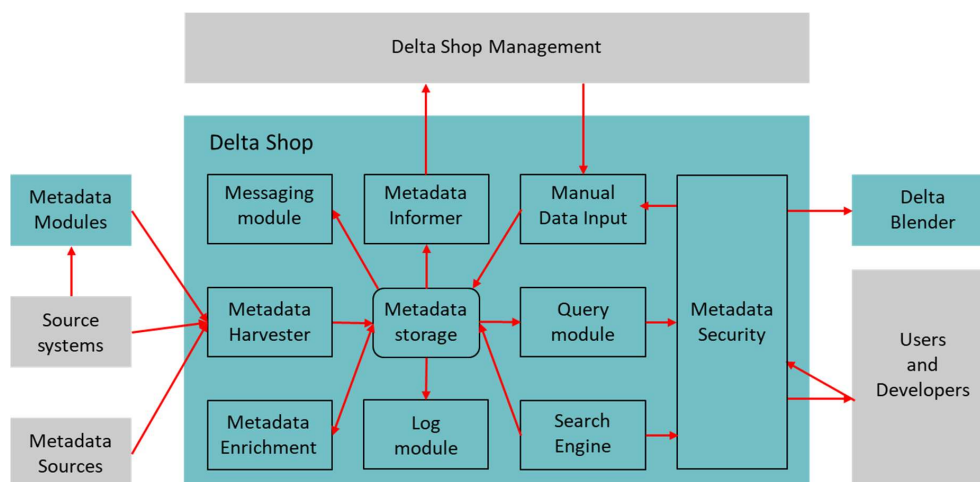 Delta Shop Management
Delta Shop
Metadata
Modules
Messaging
module
Metadata
Informer
Manual
Data Input
Delta
Blender
Source
systems
Metadata
Harvester
Metadata
storage
Query
module
Metadata
Security
Users
and
Developers
Metadata
Sources
Metadata
Enrichment
Log
module
Search
Engine